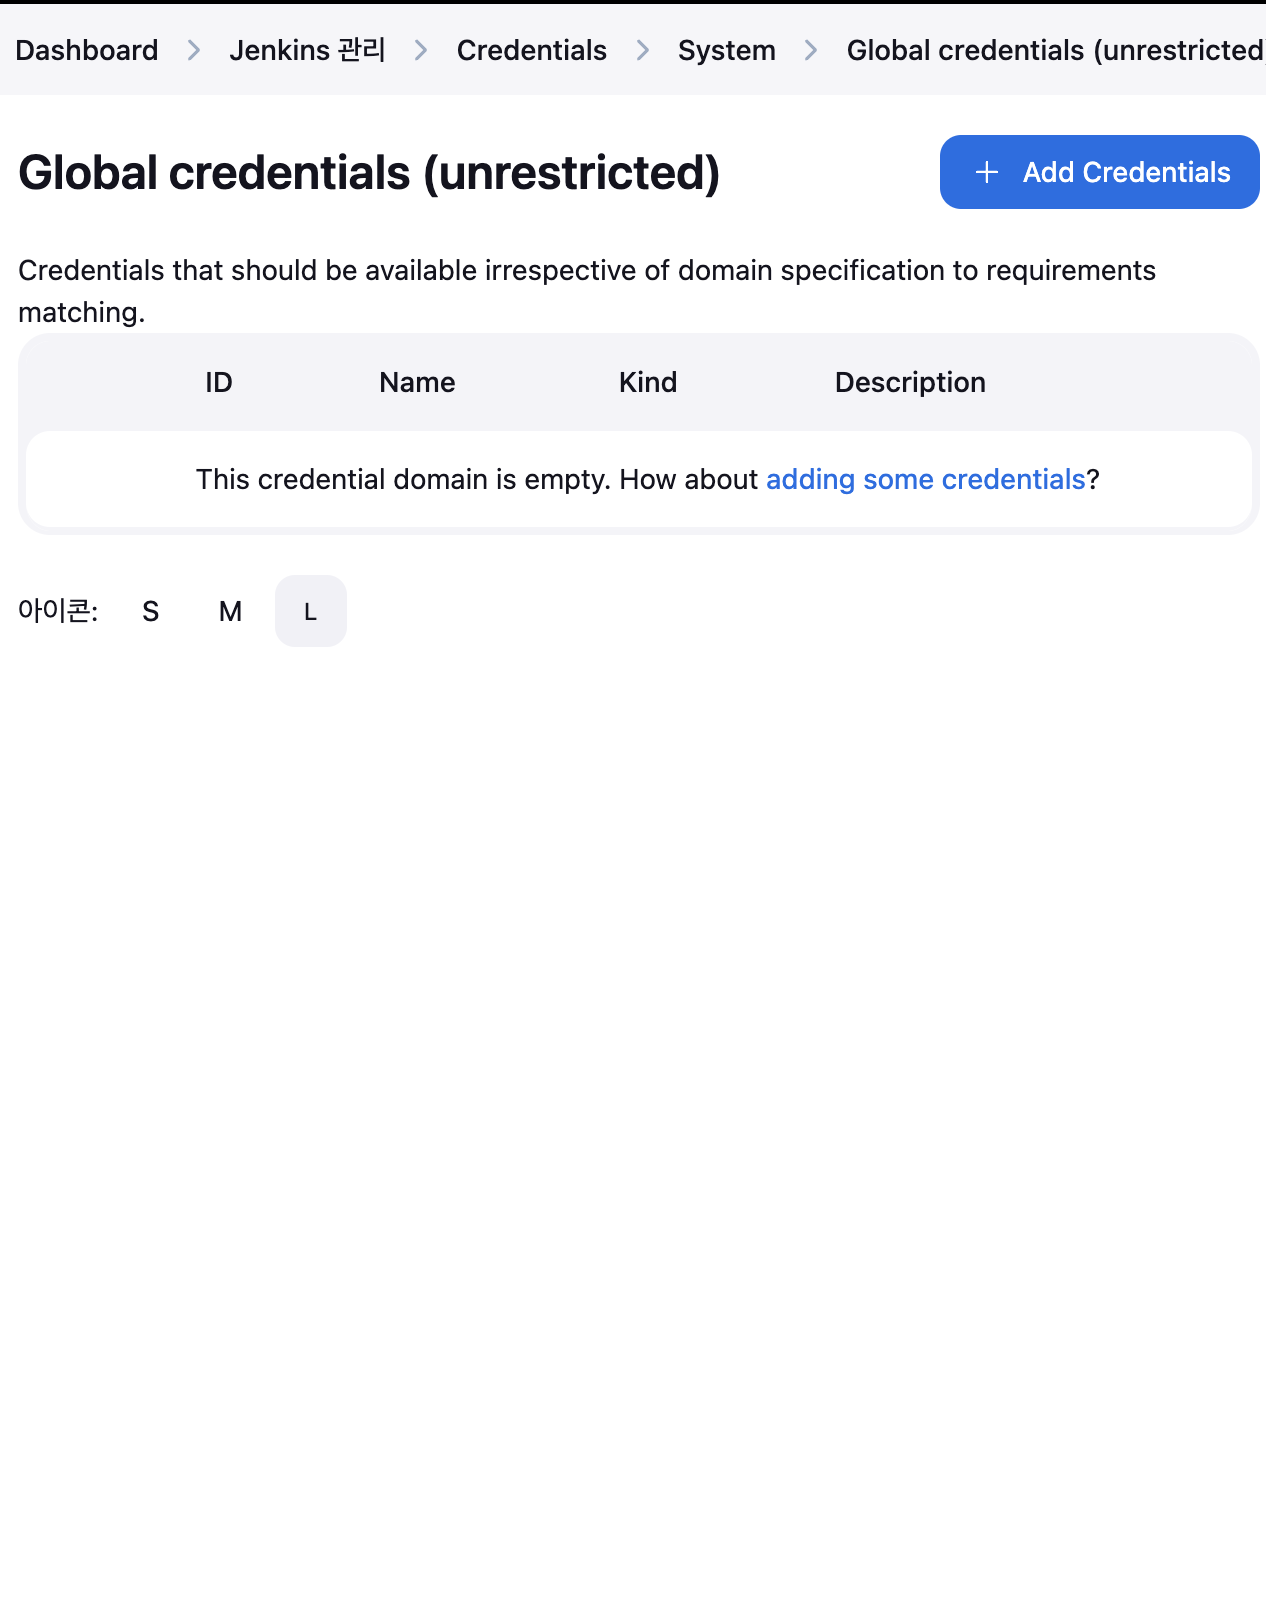 Dashboard > Jenkins 관리 > Credentials > System > Global credentials (unrestricted)
Global credentials (unrestricted)
+ Add Credentials
Credentials that should be available irrespective of domain specification to requirements
matching.
ID Name Kind Description
This credential domain is empty. How about adding some credentials?
아이콘: S M L